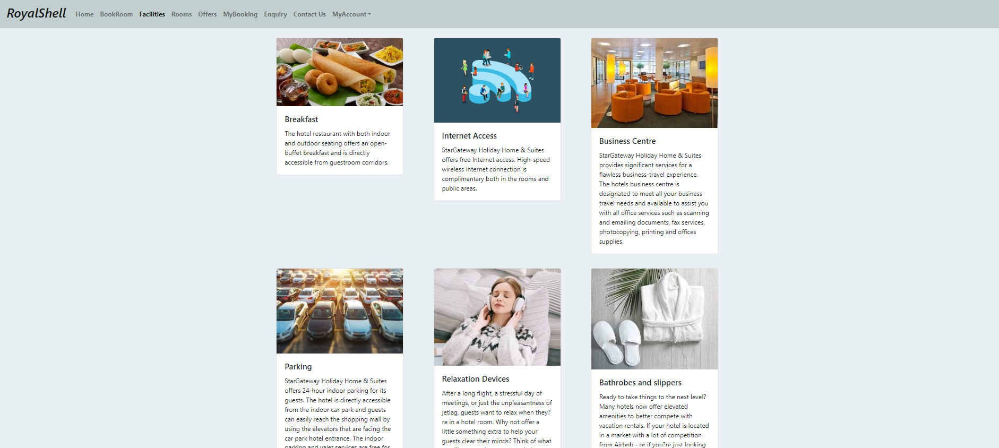 RoyalShell
Home BookRoom Facilities Rooms Offers MyBooking Enquiry Contact Us MyAccount
Breakfast
The hotel restaurant with both indoor
and outdoor seating offers an open-
buffet breakfast and is directly
accessible from guestroom corridors.
Internet Access
StarGateway Holiday Home & Suites
offers free Internet access. High-speed
wireless Internet connection is
complimentary both in the rooms and
public areas.
Business Centre
StarGateway Holiday Home & Suites
provides significant services for a
flawless business-travel experience.
The hotels business centre is
designated to meet all your business
travel needs and available to assist you
with all office services such as scanning
and emailing documents, fax services,
photocopying, printing and offices
supplies.
Parking
StarGateway Holiday Home & Suites
offers 24-hour indoor parking for its
guests. The hotel is directly accessible
from the indoor car park and guests
can easily reach the shopping mall by
using the elevators that are facing the
car park hotel entrance. The indoor
parking and valet services are free for
Relaxation Devices
After a long flight, a stressful day of
meetings, or just the unpleasantness of
jetlag, guests want to relax when they?
re in a hotel room. Why not offer a
little something extra to help your
guests clear their minds? Think of what
Bathrobes and slippers
Ready to take things to the next level?
Many hotels now offer elevated
amenities to better compete with
vacation rentals. If your hotel is located
in a market with a lot of competition
from Airbnb - or if you?re just looking